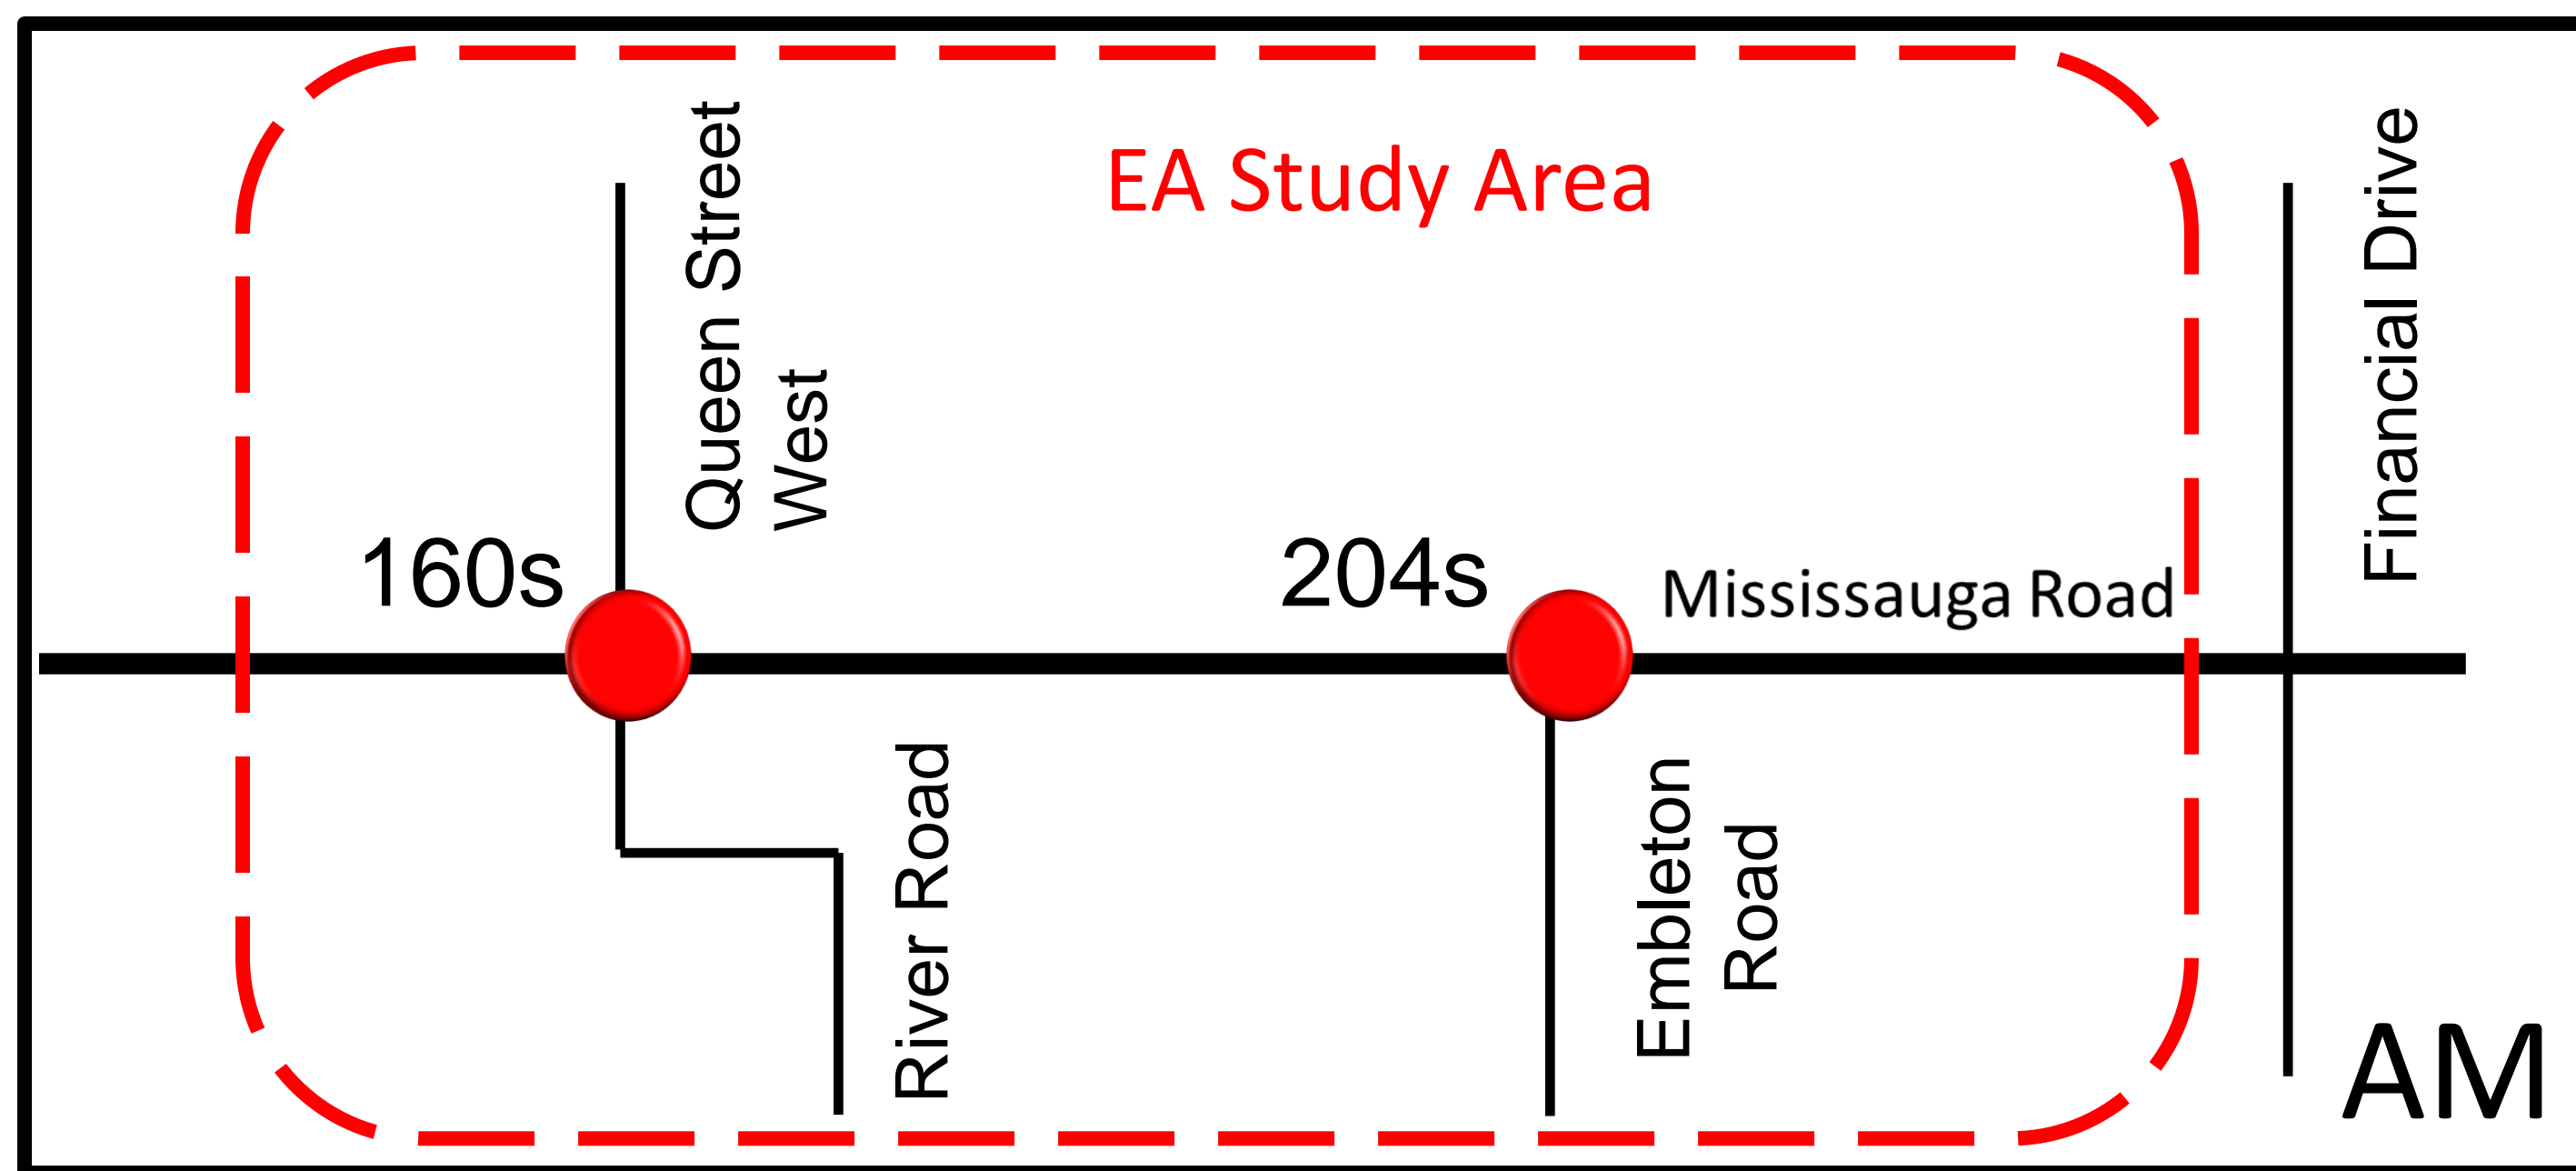 EA Study Area
Queen Street
West
Financial Drive
160s
204s
Mississauga Road
River Road
Embleton
Road
AM